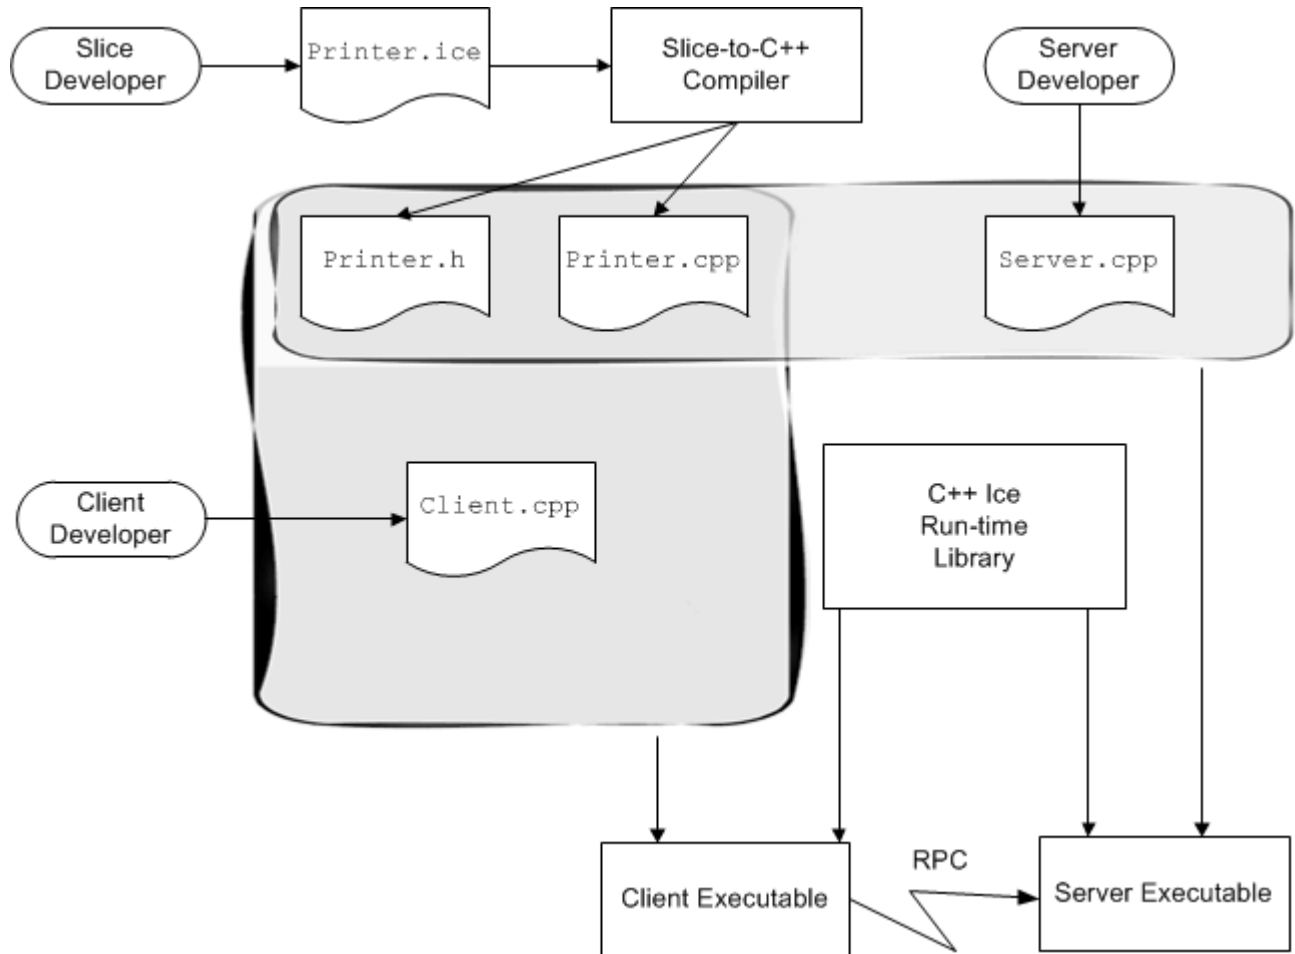 Slice
Developer
Printer.ice
Slice-to-C++
Compiler
Server
Developer
Printer.h
Printer.cpp
Server.cpp
Client
Developer
Client.cpp
C++ Ice
Run-time
Library
RPC
Client Executable
Server Executable